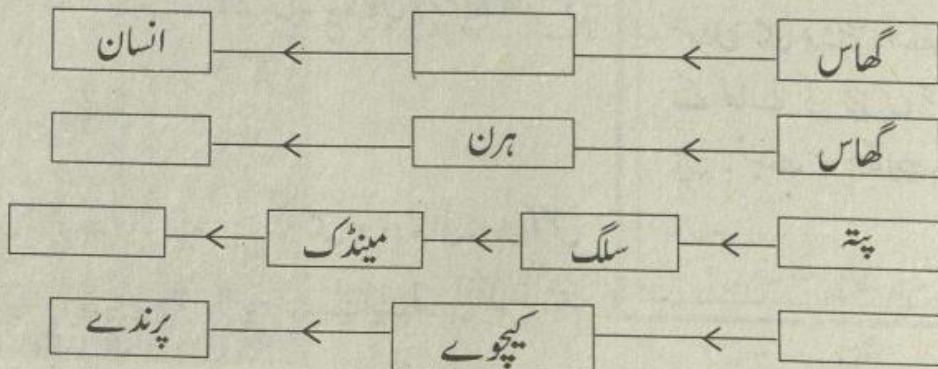 گھاس انسان
گھاس ہرن
پتہ سلگ مینڈک
کیچوے پرندے